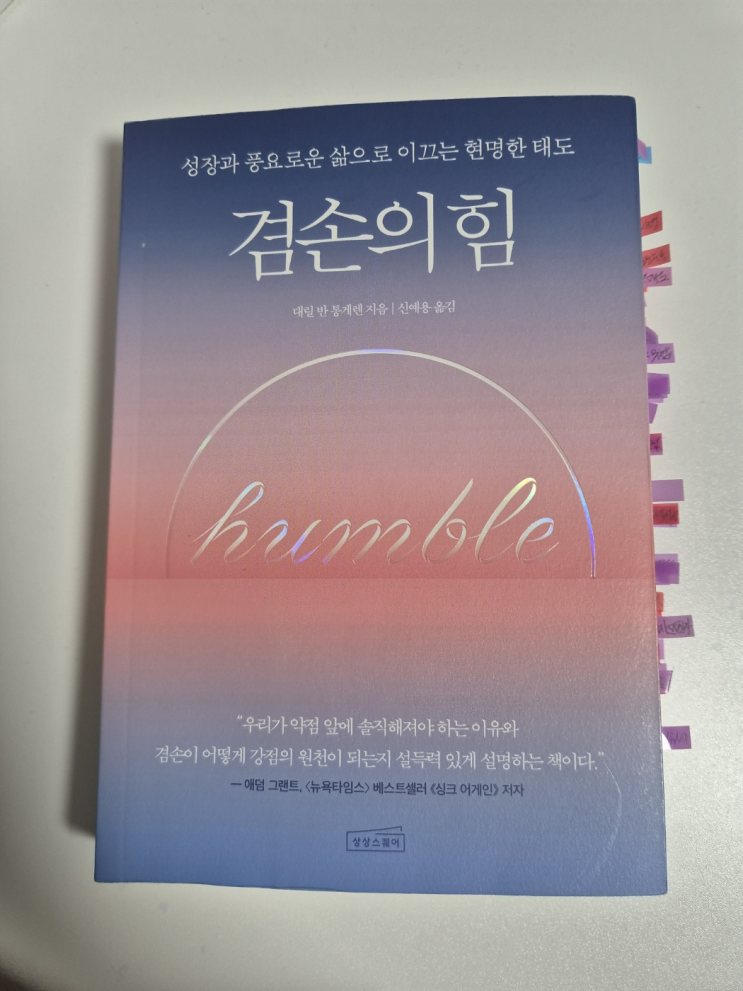 성장과 풍요로운 삶으로 이끄는 현명한 태도
겸손의 힘
대릴 반 통게렌 지음 | 신예용 옮김
humble
"우리가 약점 앞에 솔직해져야 하는 이유와
겸손이 어떻게 강점의 원천이 되는지 설득력 있게 설명하는 책이다."
— 애덤 그랜트, 〈뉴욕타임스〉 베스트셀러 《싱크 어게인》 저자
상상스퀘어